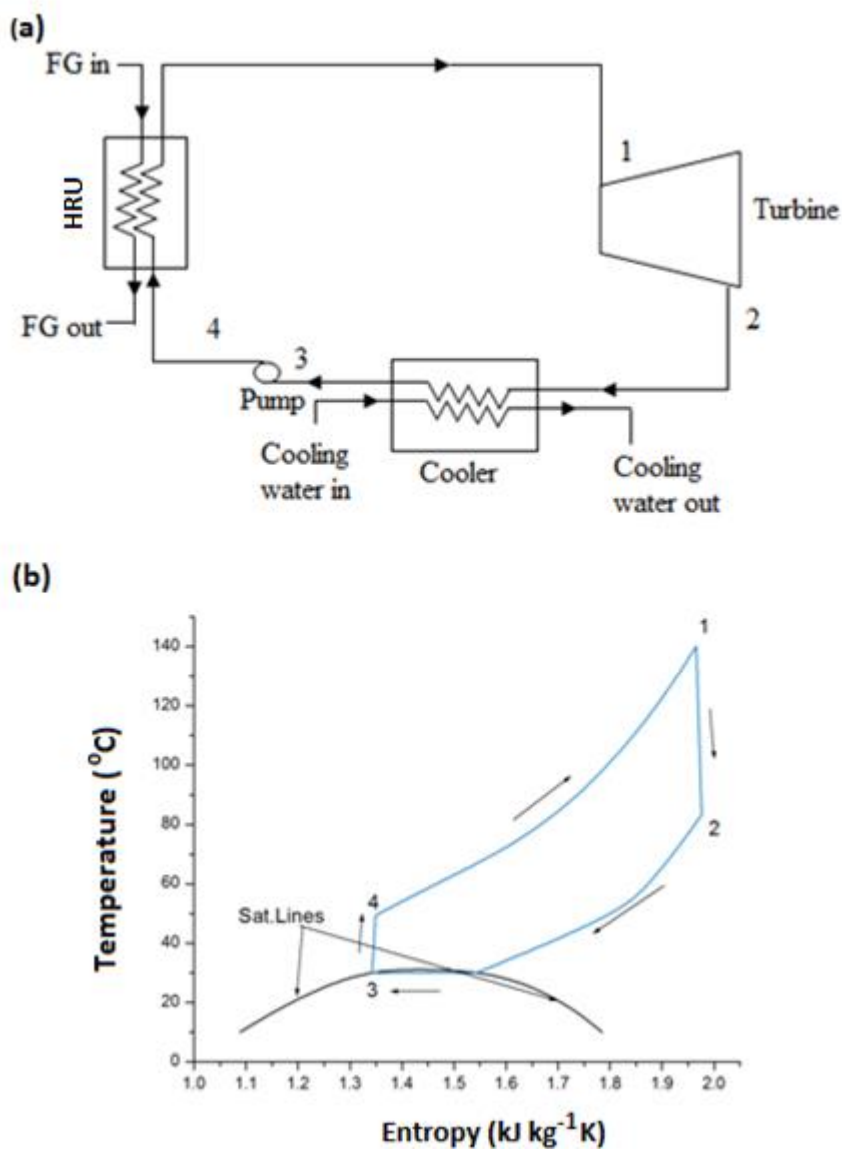 (a)
FG in
HRU
1
Turbine
FG out
4
3
2
Pump
Cooling
water in
Cooler
Cooling
water out
(b)
140
120
100
80
60
40
20
0
Temperature (⁰C)
1
2
4
Sat.Lines
3
1.0 1.1 1.2 1.3 1.4 1.5 1.6 1.7 1.8 1.9 2.0
Entropy (kJ kg⁻¹K)